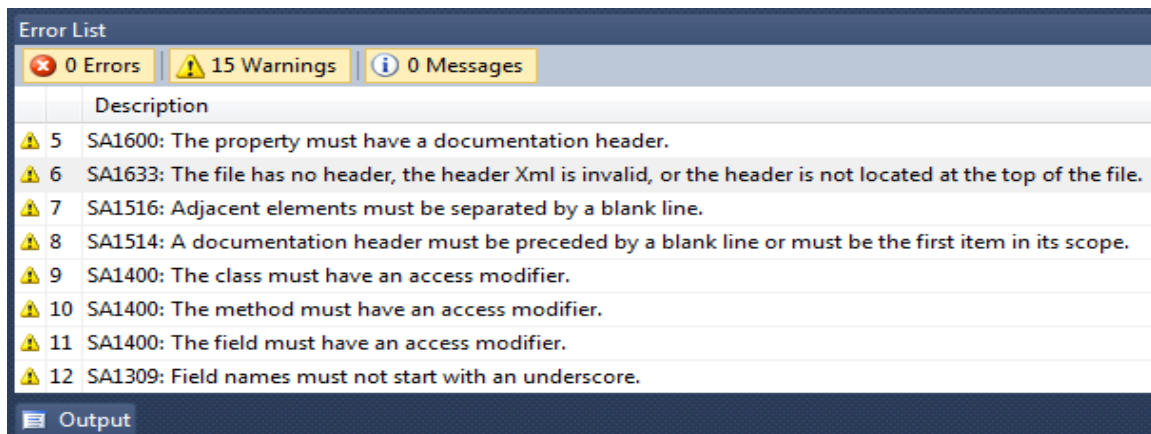 Error List
0 Errors 15 Warnings 0 Messages
Description
5 SA1600: The property must have a documentation header.
6 SA1633: The file has no header, the header Xml is invalid, or the header is not located at the top of the file.
7 SA1516: Adjacent elements must be separated by a blank line.
8 SA1514: A documentation header must be preceded by a blank line or must be the first item in its scope.
9 SA1400: The class must have an access modifier.
10 SA1400: The method must have an access modifier.
11 SA1400: The field must have an access modifier.
12 SA1309: Field names must not start with an underscore.
Output